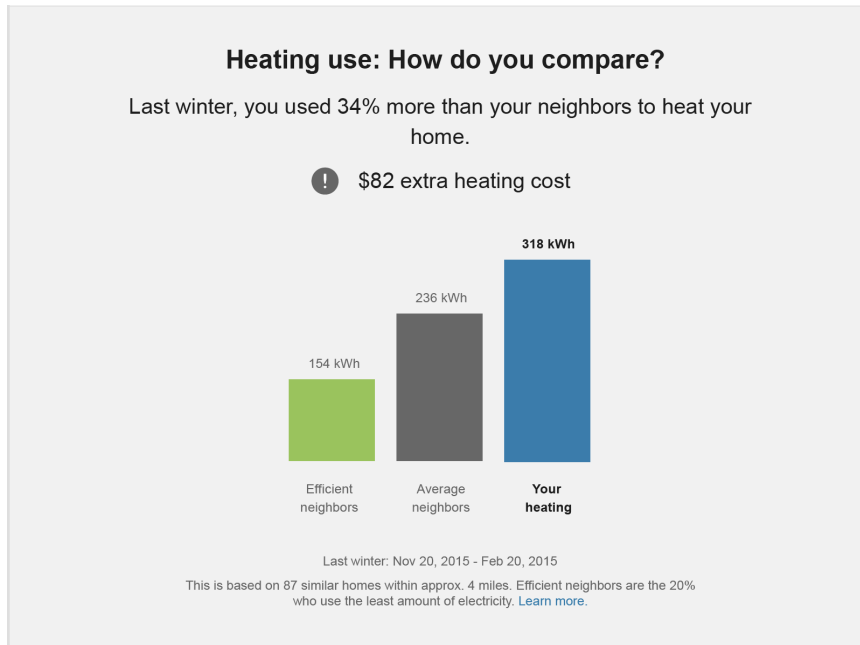 Heating use: How do you compare?
Last winter, you used 34% more than your neighbors to heat your
home.
! $82 extra heating cost
318 kWh
236 kWh
154 kWh
Efficient
neighbors
Average
neighbors
Your
heating
Last winter: Nov 20, 2015 - Feb 20, 2015
This is based on 87 similar homes within approx. 4 miles. Efficient neighbors are the 20%
who use the least amount of electricity. Learn more.